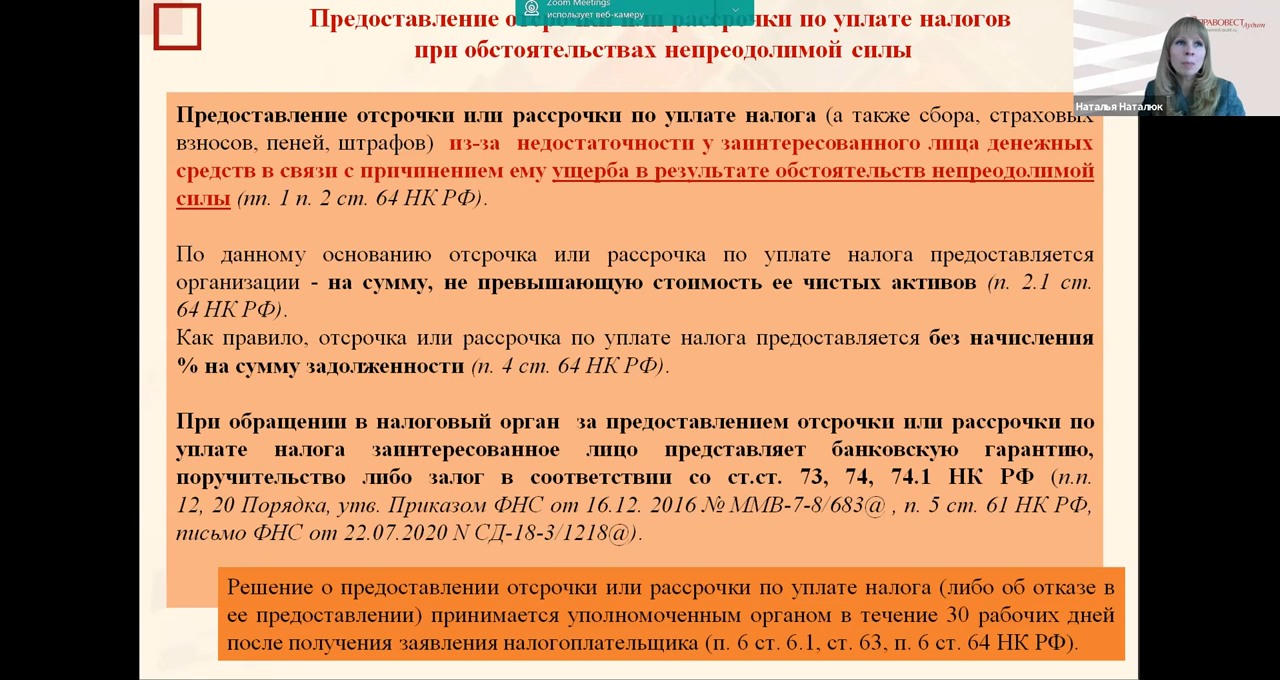 Предоставление отсрочки или рассрочки по уплате налогов
при обстоятельствах непреодолимой силы
Zoom Meetings
использует веб-камеру
ПРАВОВЕСТ Аудит
Наталья Наталюк
Предоставление отсрочки или рассрочки по уплате налога (а также сбора, страховых
взносов, пеней, штрафов) из-за недостаточности у заинтересованного лица денежных
средств в связи с причинением ему ущерба в результате обстоятельств непреодолимой
силы (пп. 1 п. 2 ст. 64 НК РФ).
По данному основанию отсрочка или рассрочка по уплате налога предоставляется
организации - на сумму, не превышающую стоимость ее чистых активов (п. 2.1 ст.
64 НК РФ).
Как правило, отсрочка или рассрочка по уплате налога предоставляется без начисления
% на сумму задолженности (п. 4 ст. 64 НК РФ).
При обращении в налоговый орган за предоставлением отсрочки или рассрочки по
уплате налога заинтересованное лицо представляет банковскую гарантию,
поручительство либо залог в соответствии со ст.ст. 73, 74, 74.1 НК РФ (п.п.
12, 20 Порядка, утв. Приказом ФНС от 16.12. 2016 № ММВ-7-8/683@ , п. 5 ст. 61 НК РФ,
письмо ФНС от 22.07.2020 N СД-18-3/1218@).
Решение о предоставлении отсрочки или рассрочки по уплате налога (либо об отказе в
ее предоставлении) принимается уполномоченным органом в течение 30 рабочих дней
после получения заявления налогоплательщика (п. 6 ст. 6.1, ст. 63, п. 6 ст. 64 НК РФ).